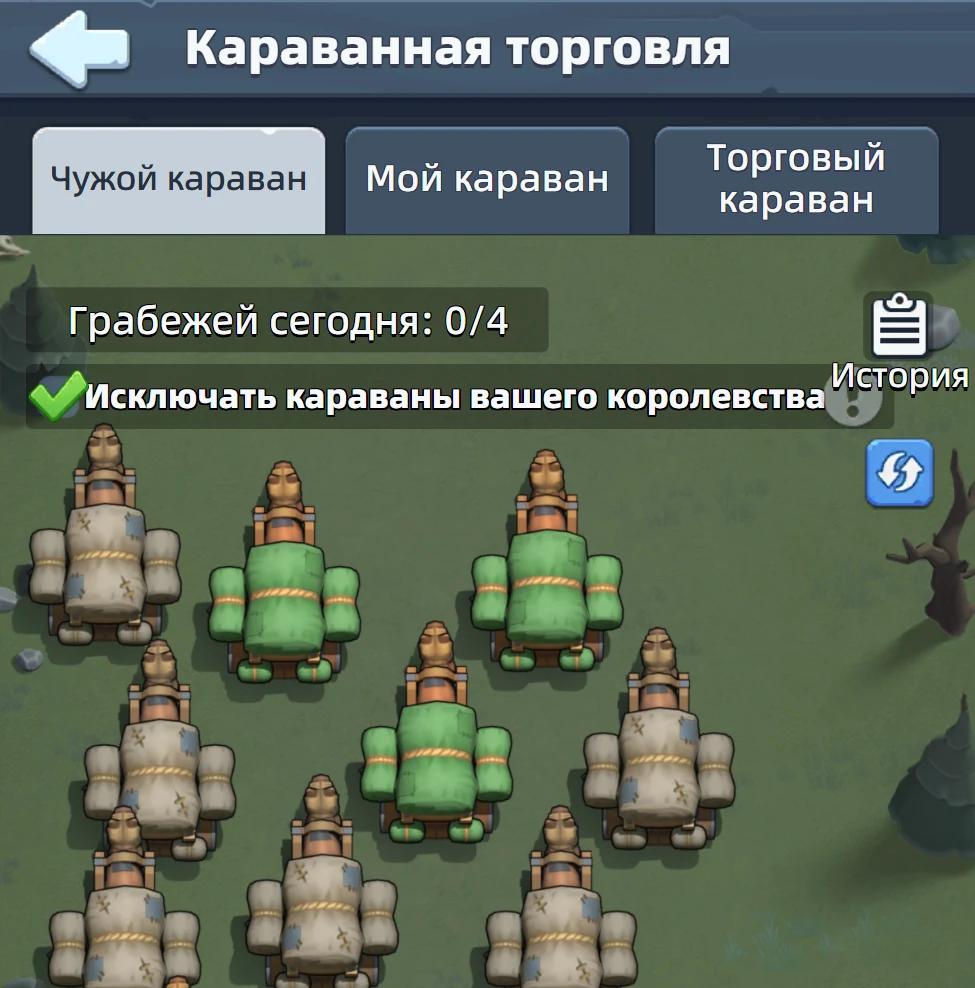 Караванная торговля
Чужой караван
Мой караван
Торговый
караван
Грабежей сегодня: 0/4
История
Исключать караваны вашего королевства